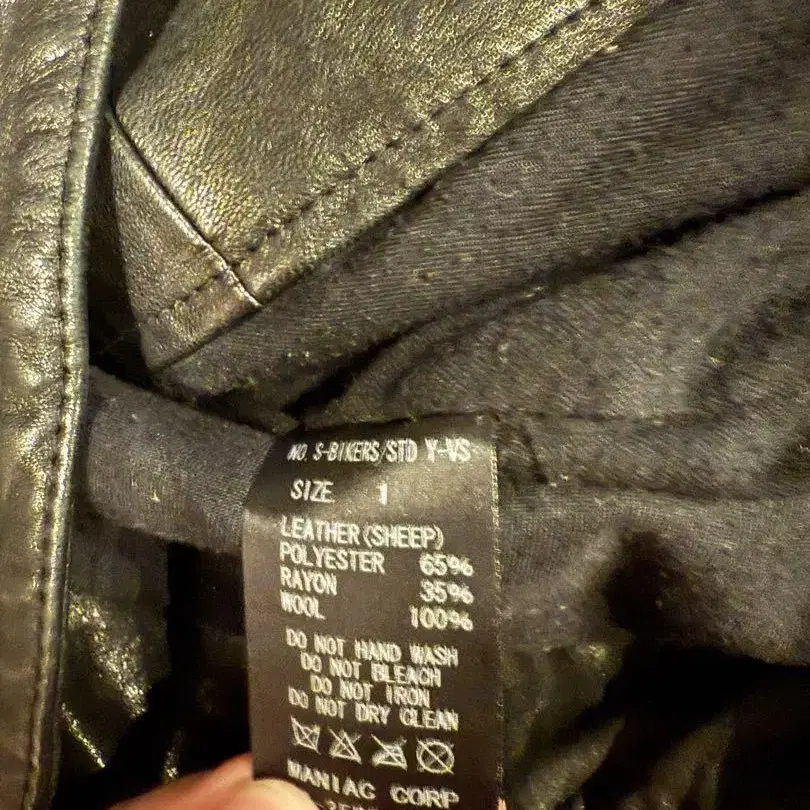 NO. S-BIKERS/STD Y-VS
SIZE 1
LEATHER(SHEEP)
POLYESTER 65%
RAYON 35%
WOOL 100%
DO NOT HAND WASH
DO NOT BLEACH
DO NOT IRON
DO NOT DRY CLEAN
MANIAC CORP